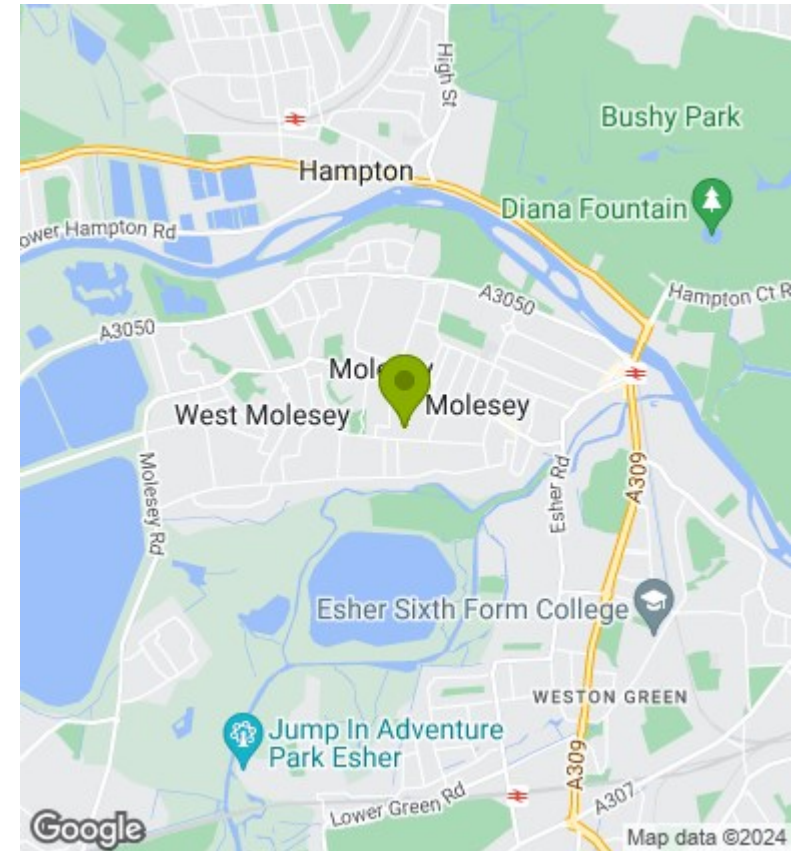 High St
Bushy Park
Hampton
Diana Fountain
ower Hampton Rd
Hampton Ct R
A3050
A3050
Mol
y
Molesey
West Molesey
Molesey Rd
Esher Rd
A309
Esher Sixth Form College
WESTON GREEN
Jump In Adventure
Park Esher
A309
Lower Green Rd
A307
Google
Map data ©2024